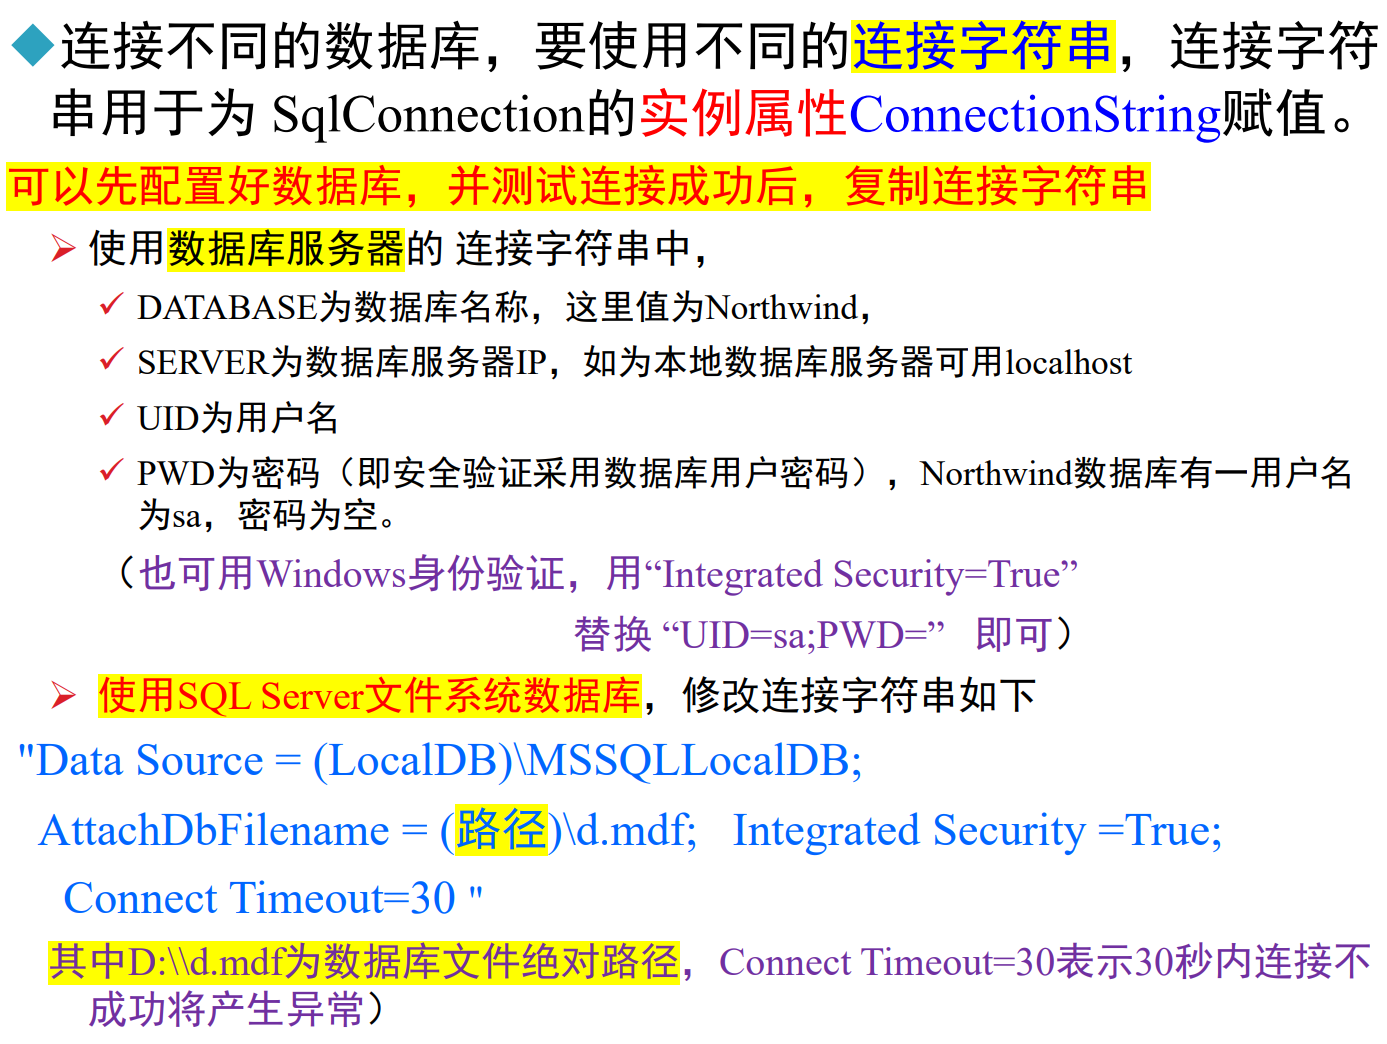 连接不同的数据库，要使用不同的连接字符串，连接字符
串用于为 SqlConnection的实例属性ConnectionString赋值。
可以先配置好数据库，并测试连接成功后，复制连接字符串
使用数据库服务器的 连接字符串中，
DATABASE为数据库名称，这里值为Northwind，
SERVER为数据库服务器IP，如为本地数据库服务器可用localhost
UID为用户名
PWD为密码（即安全验证采用数据库用户密码），Northwind数据库有一用户名
为sa，密码为空。
（也可用Windows身份验证，用“Integrated Security=True”
替换 “UID=sa;PWD=” 即可）
使用SQL Server文件系统数据库，修改连接字符串如下
"Data Source = (LocalDB)\MSSQLLocalDB;
AttachDbFilename = (路径)\d.mdf; Integrated Security =True;
Connect Timeout=30 "
其中D:\\d.mdf为数据库文件绝对路径，Connect Timeout=30表示30秒内连接不
成功将产生异常）